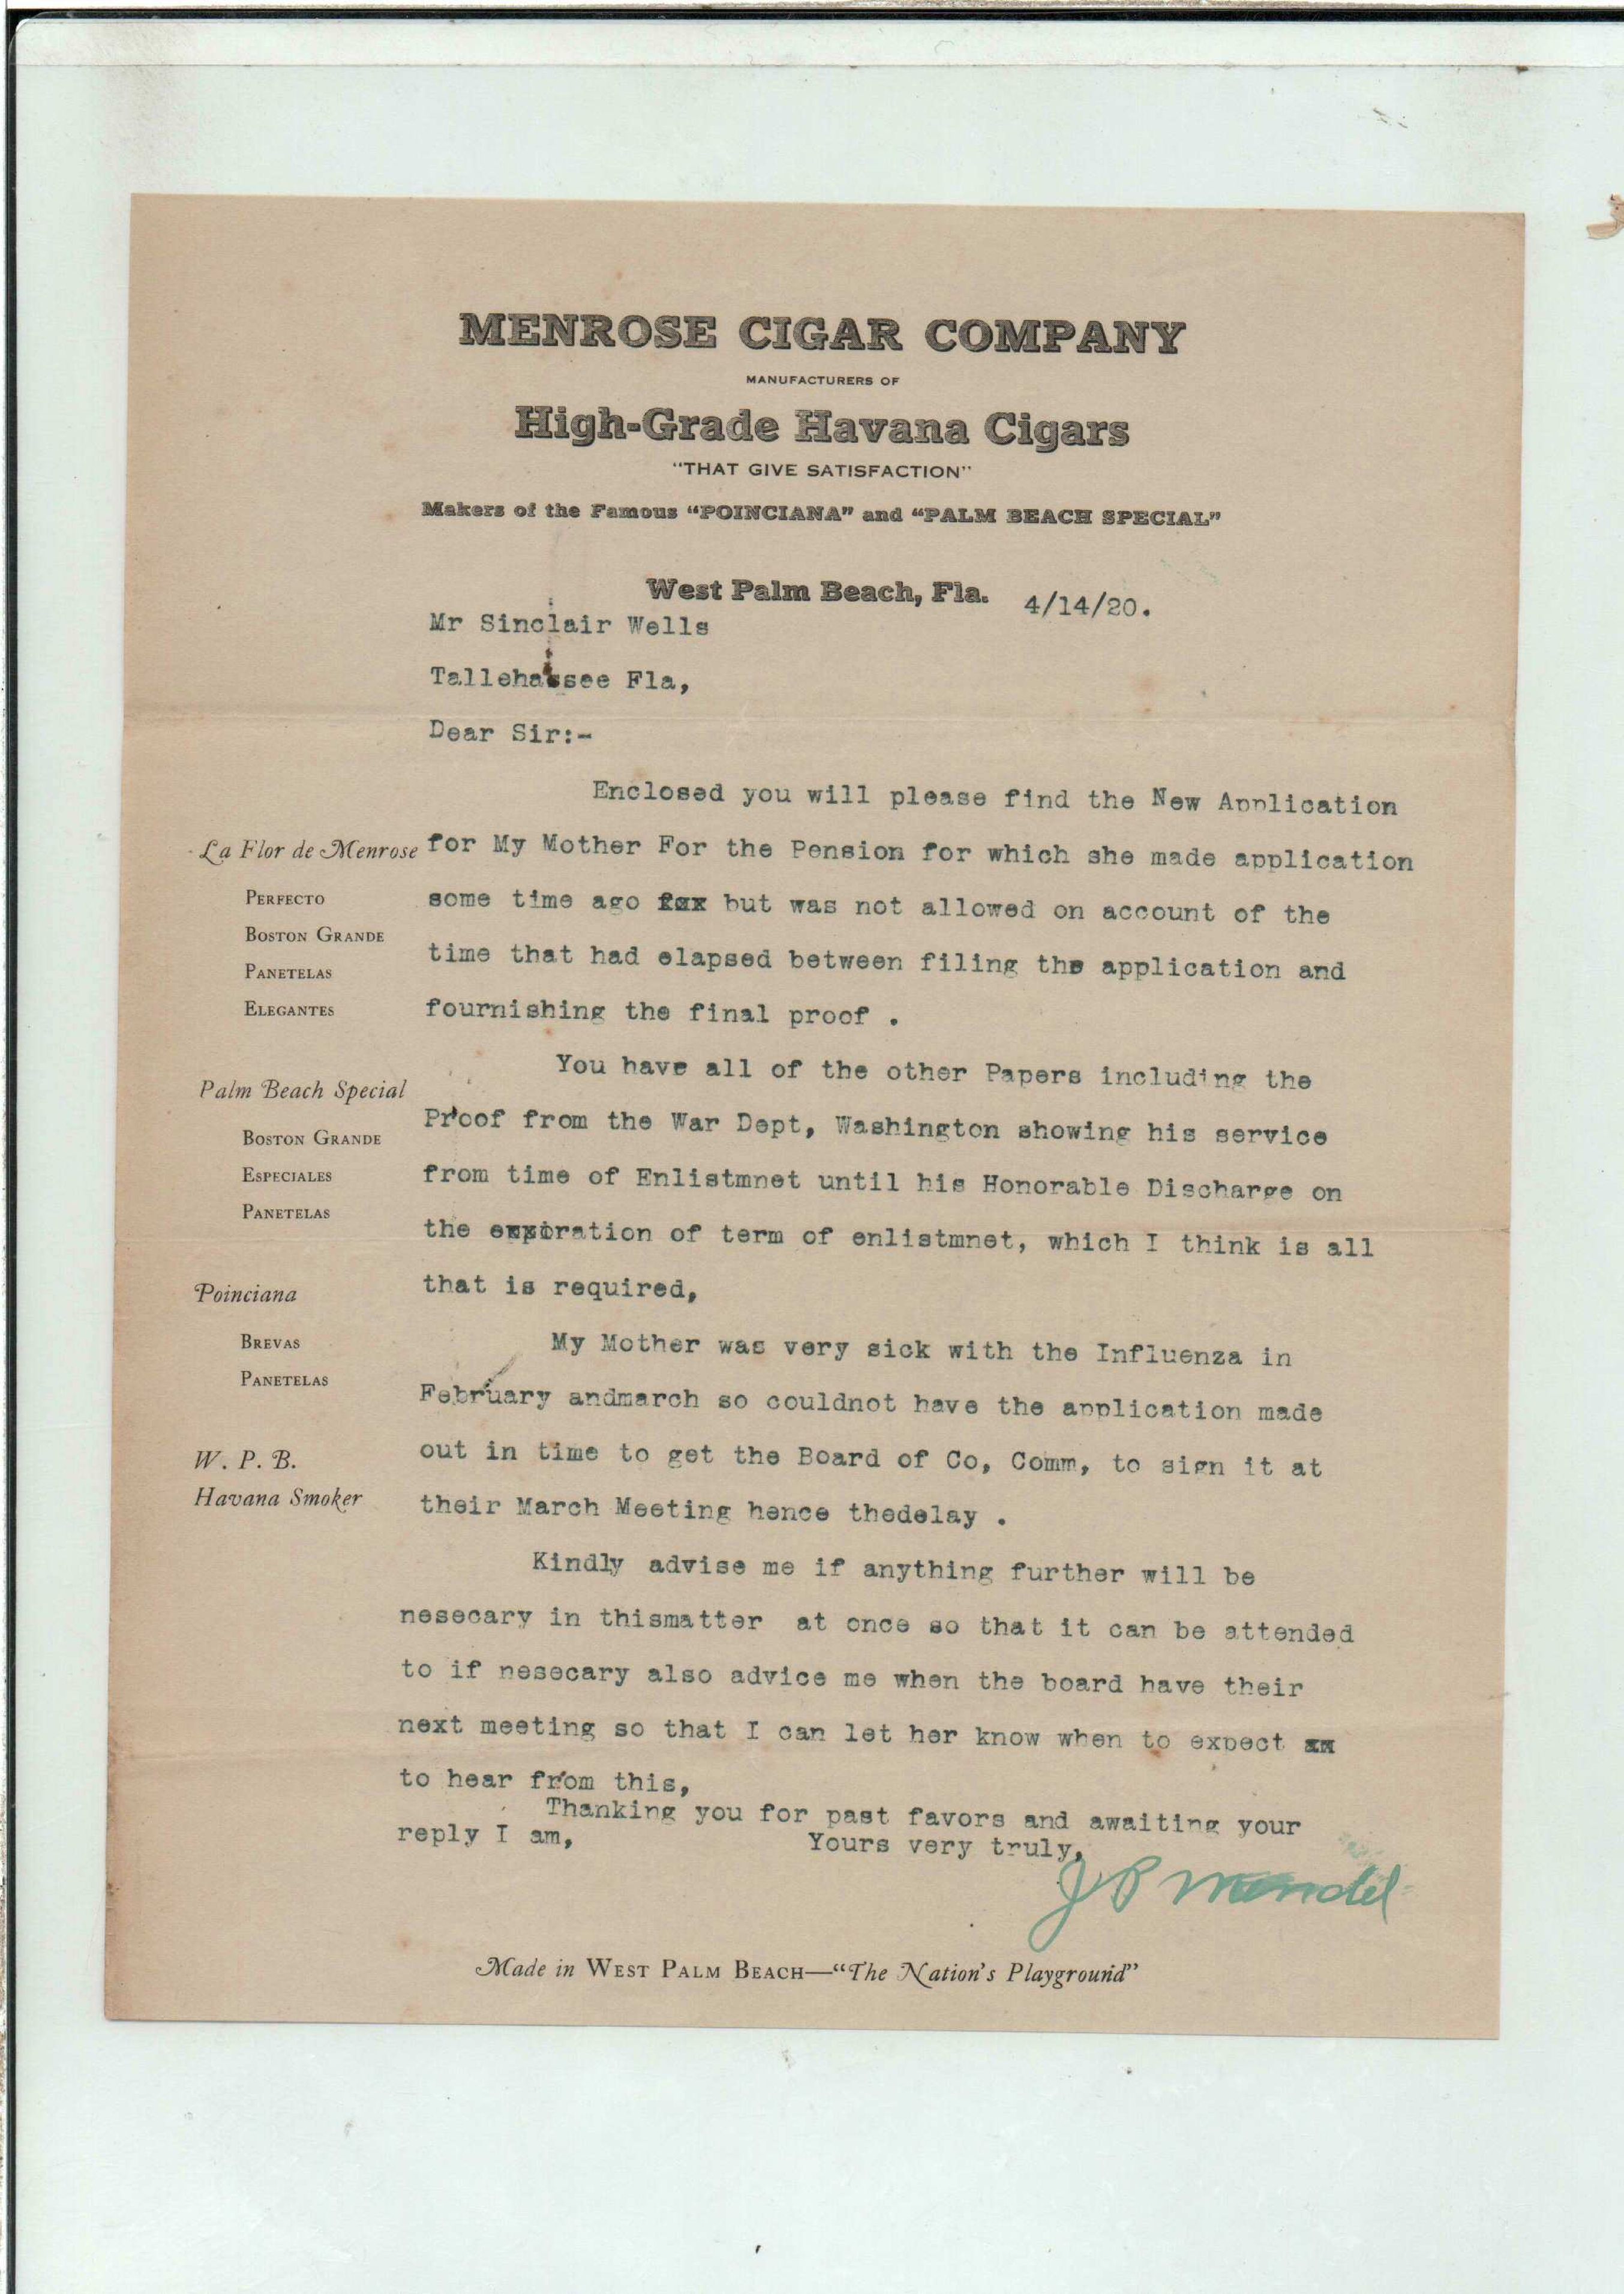 MENROSE CIGAR COMPANY
MANUFACTURERS OF
High-Grade Havana Cigars
"THAT GIVE SATISFACTION"
Makers of the Famous "POINCIANA" and "PALM BEACH SPECIAL"
West Palm Beach, Fla. 4/14/20.
Mr Sinclair Wells
Tallehassee Fla,
Dear Sir:-
Enclosed you will please find the New Application
for My Mother For the Pension for which she made application
some time ago but was not allowed on account of the
time that had elapsed between filing the application and
fournishing the final proof .
You have all of the other Papers including the
Proof from the War Dept, Washington showing his service
from time of Enlistmnet until his Honorable Discharge on
the expiration of term of enlistmnet, which I think is all
that is required,
My Mother was very sick with the Influenza in
February andmarch so couldnot have the application made
out in time to get the Board of Co, Comm, to sign it at
their March Meeting hence thedelay .
Kindly advise me if anything further will be
nesecary in thismatter at once so that it can be attended
to if nesecary also advice me when the board have their
next meeting so that I can let her know when to expect
to hear from this,
Thanking you for past favors and awaiting your
reply I am, Yours very truly,
J P Mendel
La Flor de Menrose
PERFECTO
BOSTON GRANDE
PANETELAS
ELEGANTES
Palm Beach Special
BOSTON GRANDE
ESPECIALES
PANETELAS
Poinciana
BREVAS
PANETELAS
W. P. B.
Havana Smoker
Made in WEST PALM BEACH—"The Nation's Playground"